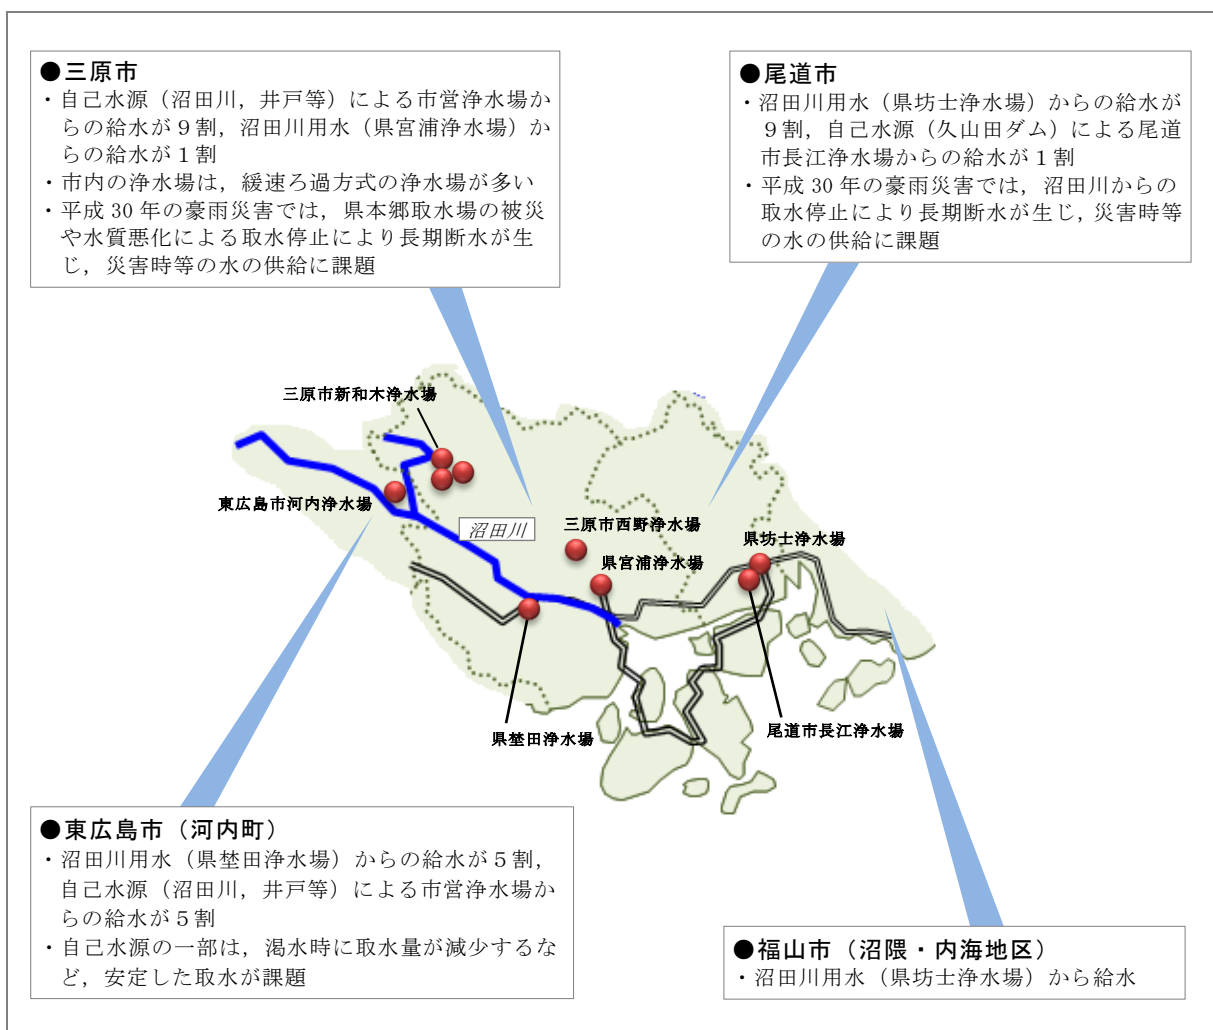 ●三原市
・自己水源（沼田川，井戸等）による市営浄水場か
らの給水が９割，沼田川用水（県宮浦浄水場）か
らの給水が１割
・市内の浄水場は，緩速ろ過方式の浄水場が多い
・平成 30 年の豪雨災害では，県本郷取水場の被災
や水質悪化による取水停止により長期断水が生
じ，災害時等の水の供給に課題
●尾道市
・沼田川用水（県坊士浄水場）からの給水が
９割，自己水源（久山田ダム）による尾道
市長江浄水場からの給水が１割
・平成 30 年の豪雨災害では，沼田川からの
取水停止により長期断水が生じ，災害時等
の水の供給に課題
三原市新和木浄水場
東広島市河内浄水場
沼田川
三原市西野浄水場
県宮浦浄水場
県坊士浄水場
県埜田浄水場
尾道市長江浄水場
●東広島市（河内町）
・沼田川用水（県埜田浄水場）からの給水が５割，
自己水源（沼田川，井戸等）による市営浄水場か
らの給水が５割
・自己水源の一部は，渇水時に取水量が減少するな
ど，安定した取水が課題
●福山市（沼隈・内海地区）
・沼田川用水（県坊士浄水場）から給水